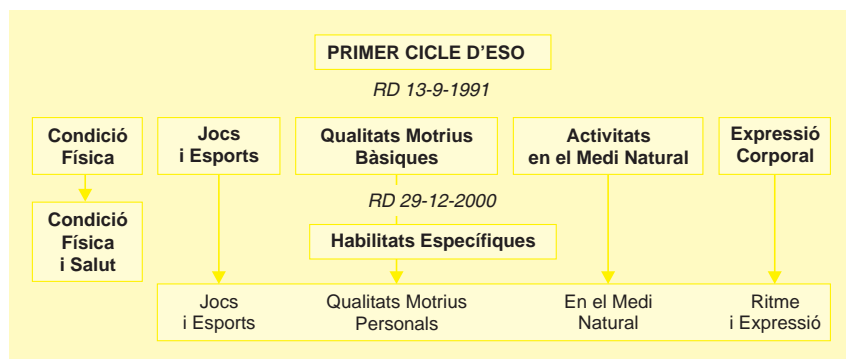 PRIMER CICLE D'ESO
RD 13-9-1991
Condició
Física
Jocs
i Esports
Qualitats Motrius
Bàsiques
Activitats
en el Medi Natural
Expressió
Corporal
RD 29-12-2000
Condició
Física
i Salut
Habilitats Específiques
Jocs
i Esports
Qualitats Motrius
Personals
En el Medi
Natural
Ritme
i Expressió